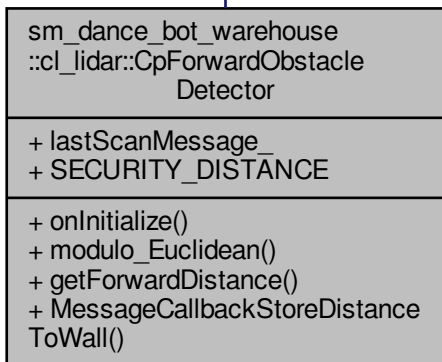 sm_dance_bot_warehouse
::cl_lidar::CpForwardObstacle
Detector
+ lastScanMessage_
+ SECURITY_DISTANCE
+ onInitialize()
+ modulo_Euclidean()
+ getForwardDistance()
+ MessageCallbackStoreDistance
ToWall()